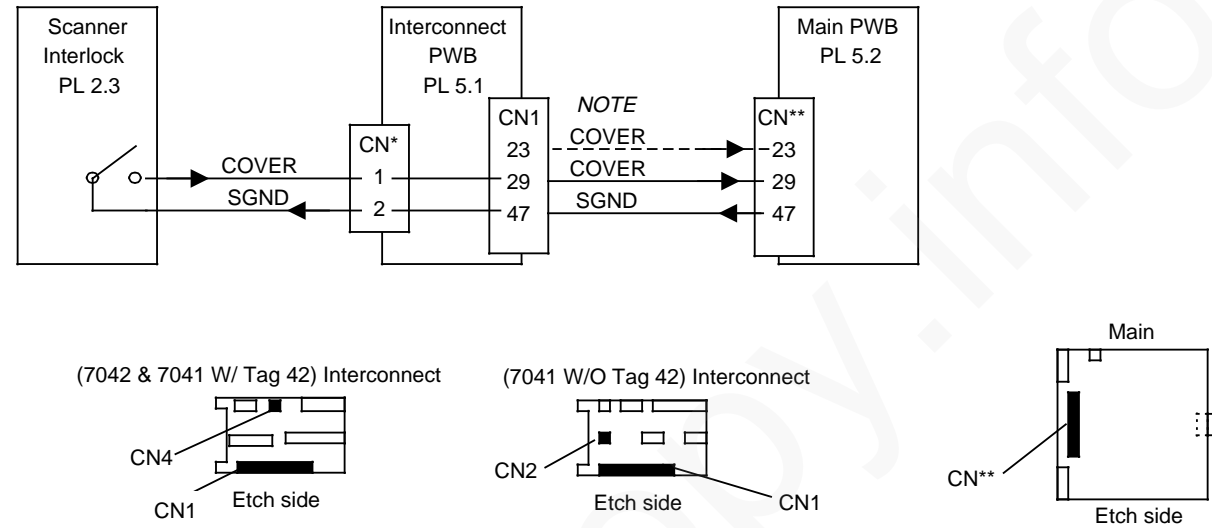 Scanner
Interlock
PL 2.3
Interconnect
PWB
PL 5.1
Main PWB
PL 5.2
CN*
1
2
CN1
23
29
47
NOTE
COVER
COVER
SGND
COVER
SGND
CN**
23
29
47
(7042 & 7041 W/ Tag 42) Interconnect
CN4
CN1
Etch side
(7041 W/O Tag 42) Interconnect
CN2
CN1
Etch side
Main
CN**
Etch side
py.info